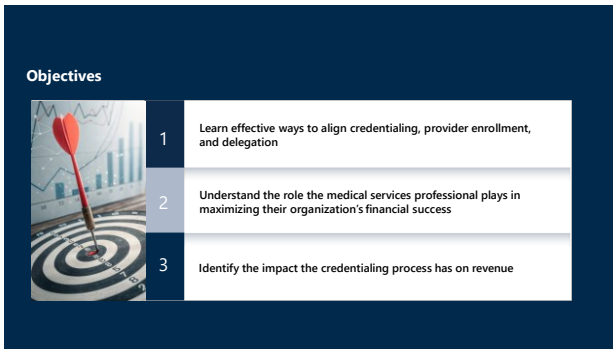 Objectives
1
Learn effective ways to align credentialing, provider enrollment,
and delegation
2
Understand the role the medical services professional plays in
maximizing their organization's financial success
3
Identify the impact the credentialing process has on revenue